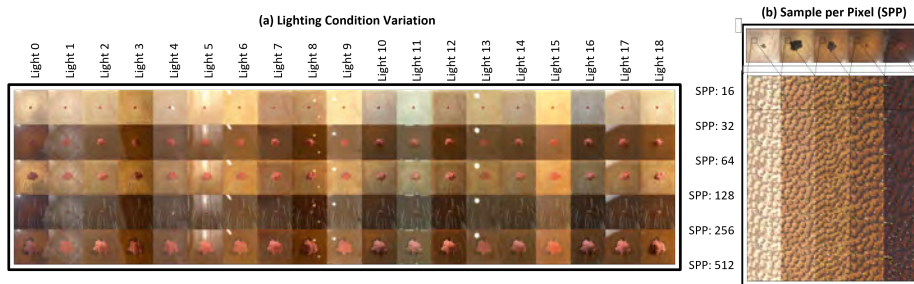 (a) Lighting Condition Variation
Light 0
Light 1
Light 2
Light 3
Light 4
Light 5
Light 6
Light 7
Light 8
Light 9
Light 10
Light 11
Light 12
Light 13
Light 14
Light 15
Light 16
Light 17
Light 18
(b) Sample per Pixel (SPP)
SPP: 16
SPP: 32
SPP: 64
SPP: 128
SPP: 256
SPP: 512